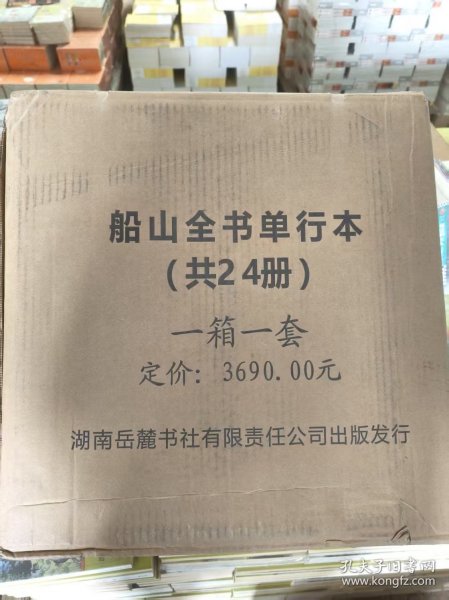 船山全书单行本
（共24册）
一箱一套
定价：3690.00元
湖南岳麓书社有限责任公司出版发行
孔夫子旧书网
www.kongfz.com